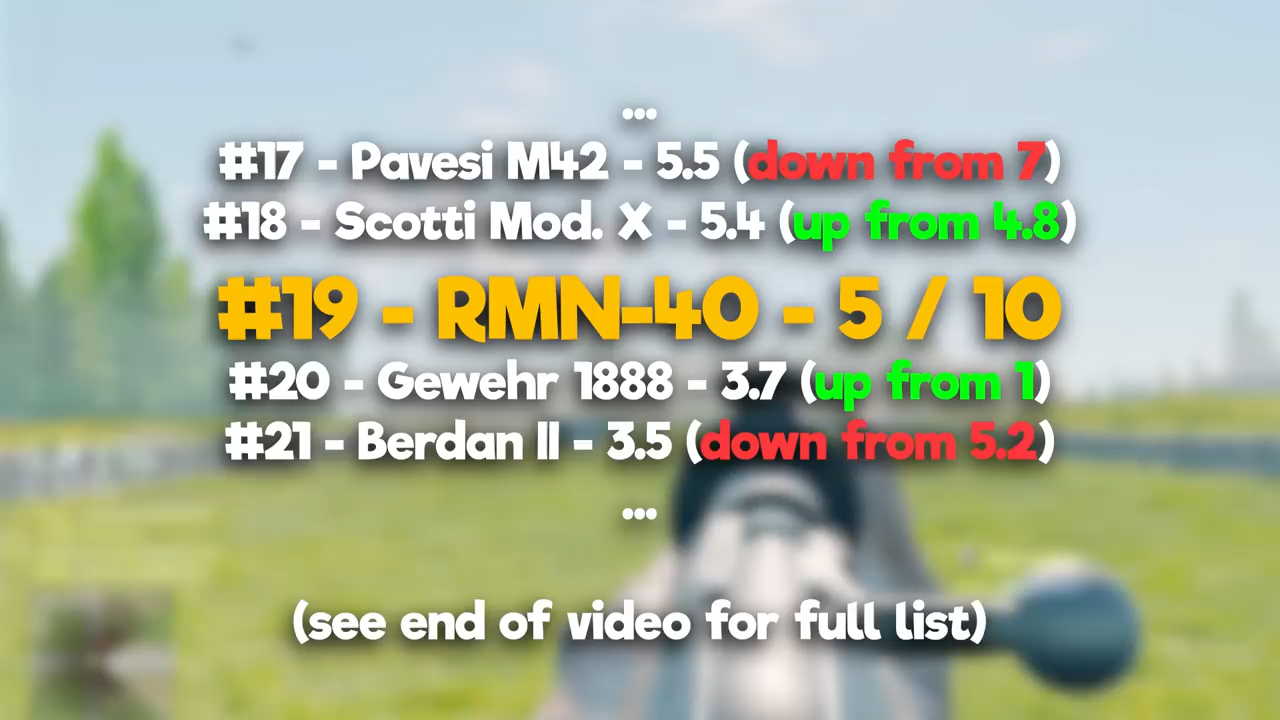 ...
#17 - Pavesi M42 - 5.5 (down from 7)
#18 - Scotti Mod. X - 5.4 (up from 4.8)
#19 - RMN-40 - 5 / 10
#20 - Gewehr 1888 - 3.7 (up from 1)
#21 - Berdan II - 3.5 (down from 5.2)
...
(see end of video for full list)